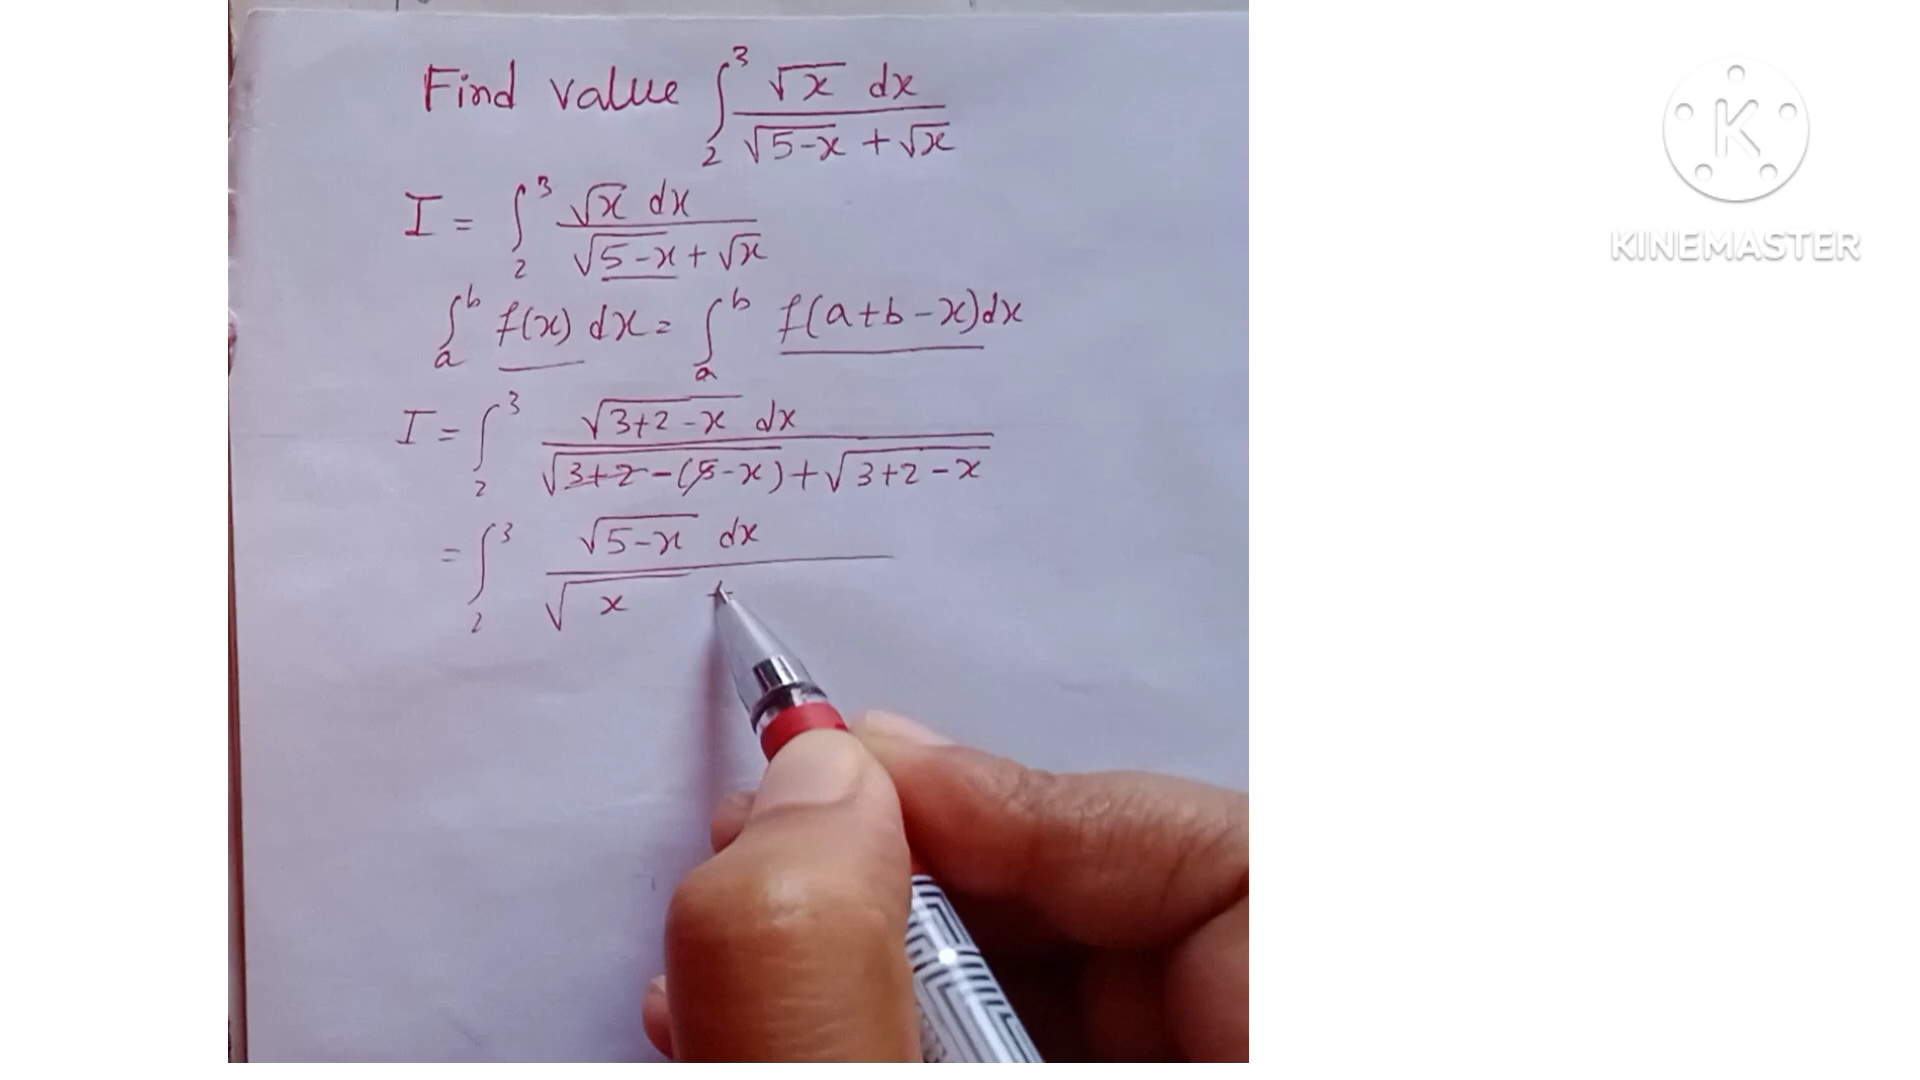 Find value ∫₂³ √x dx / (√(5-x) + √x)
I = ∫₂³ √x dx / (√(5-x) + √x)
∫ₐᵇ f(x) dx = ∫ₐᵇ f(a+b-x) dx
I = ∫₂³ √(3+2-x) dx / (√(3+2-(5-x)) + √(3+2-x))
= ∫₂³ √(5-x) dx / (√x +
K
KINEMASTER